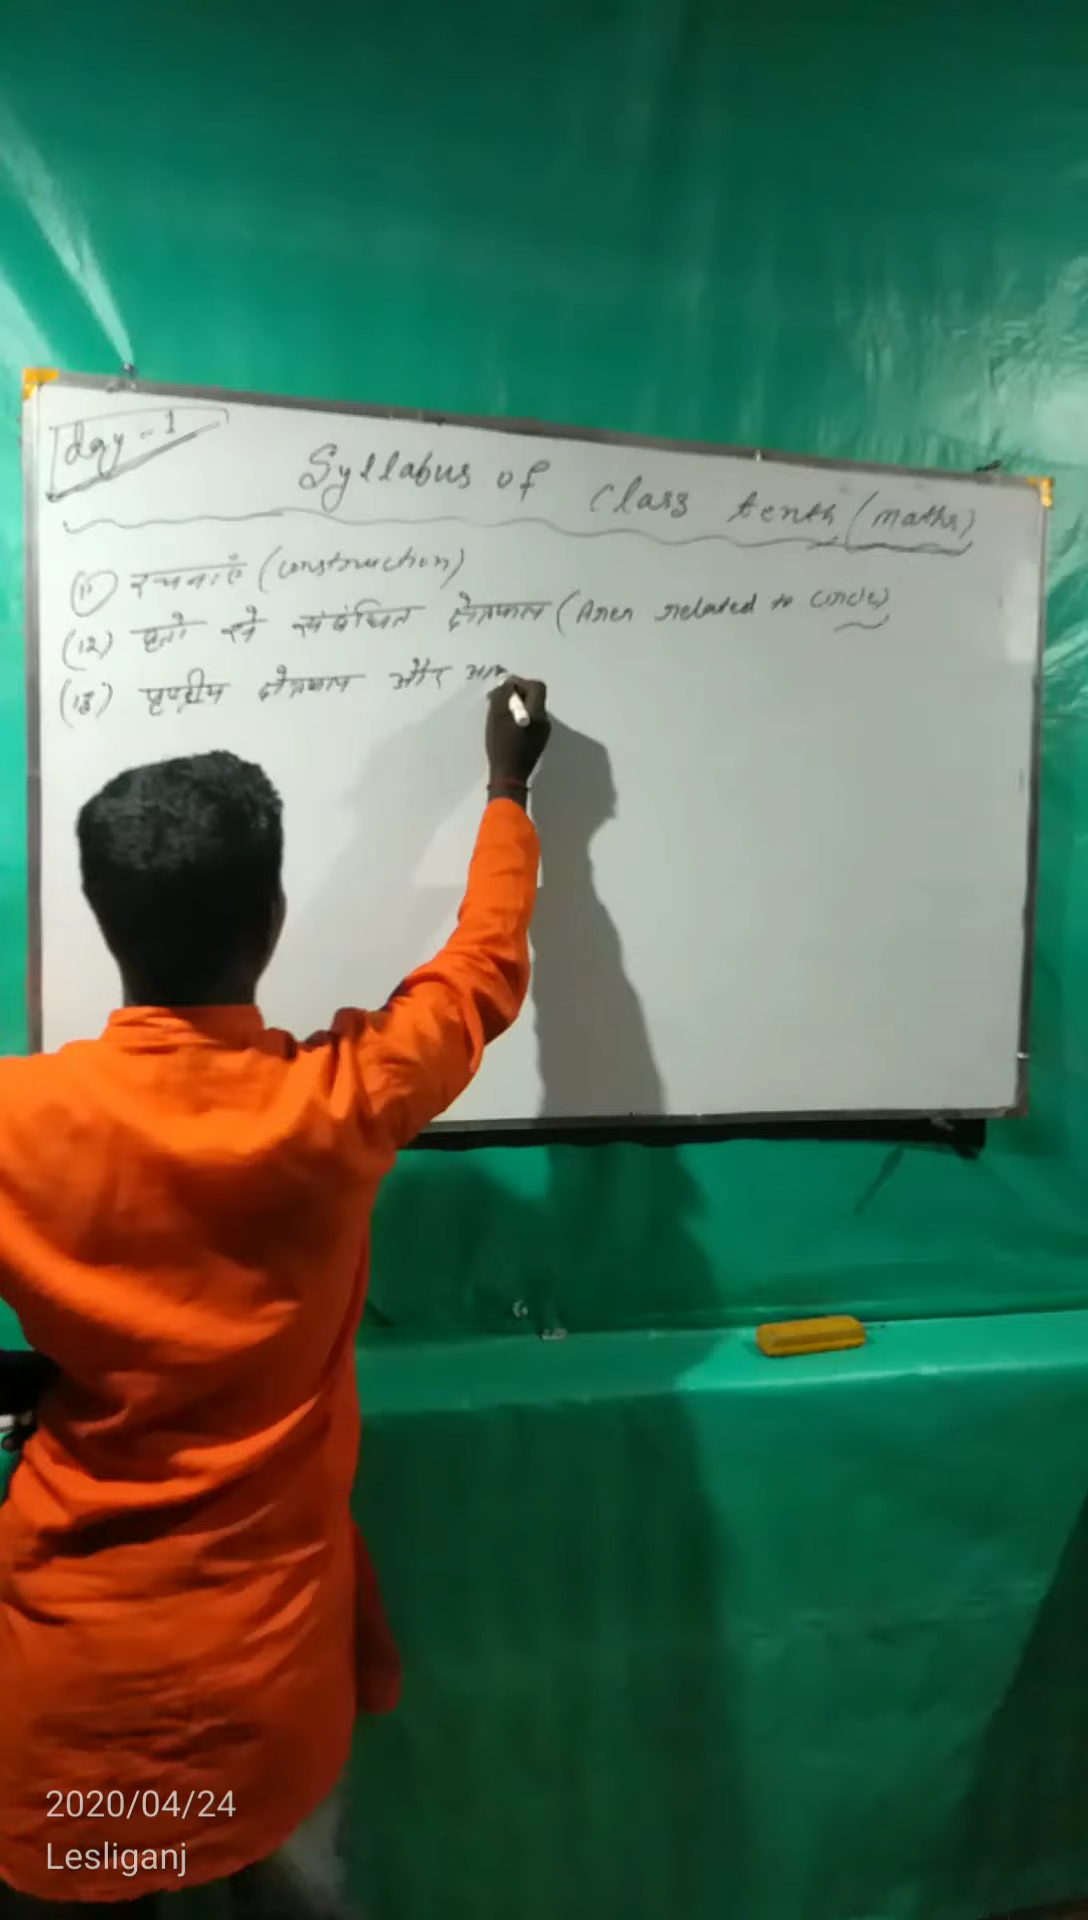 day - 1
Syllabus of class tenth (maths)
(11) रचनाएँ (construction)
(12) वृतो से संबंधित क्षेत्रफल (Area related to circle)
(13) पृष्ठीय क्षेत्रफल और
2020/04/24
Lesliganj